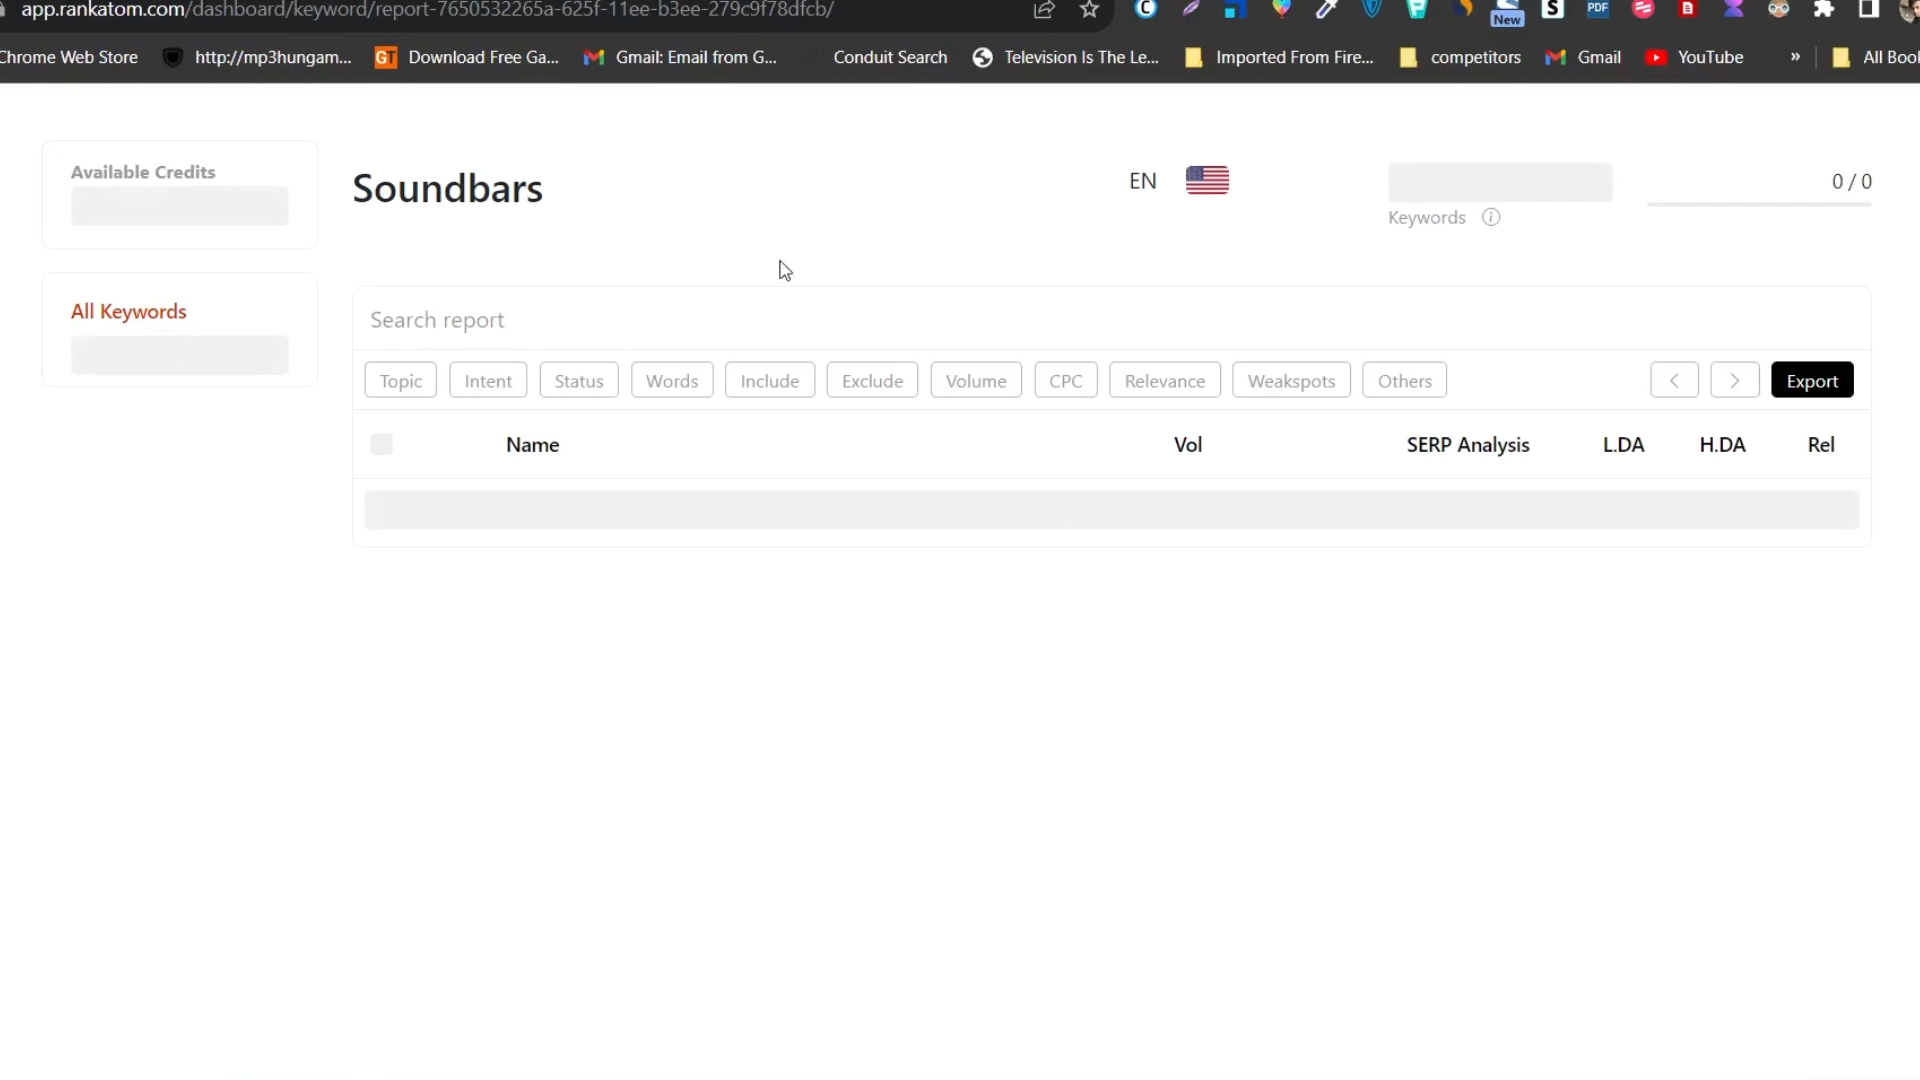 app.rankatom.com/dashboard/keyword/report-7650532265a-625f-11ee-b3ee-279c9f78dfcb/
C
New
S
PDF
Chrome Web Store
http://mp3hungam...
GT Download Free Ga...
Gmail: Email from G...
Conduit Search
Television Is The Le...
Imported From Fire...
competitors
Gmail
YouTube
»
All Book
Available Credits
Soundbars
EN
0 / 0
Keywords
All Keywords
Search report
Topic
Intent
Status
Words
Include
Exclude
Volume
CPC
Relevance
Weakspots
Others
<
>
Export
Name
Vol
SERP Analysis
L.DA
H.DA
Rel